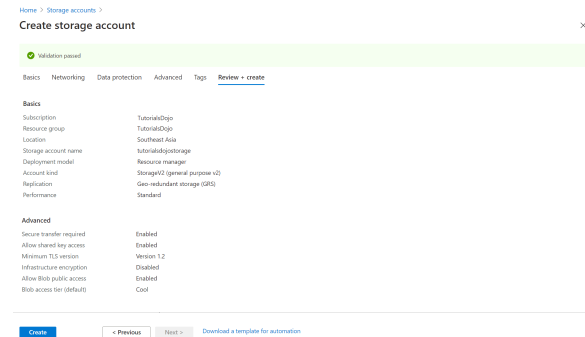 Home > Storage accounts >
Create storage account
Validation passed
Basics Networking Data protection Advanced Tags Review + create
Basics
Subscription TutorialsDojo
Resource group TutorialsDojo
Location Southeast Asia
Storage account name tutorialsdojostorage
Deployment model Resource manager
Account kind StorageV2 (general purpose v2)
Replication Geo-redundant storage (GRS)
Performance Standard
Advanced
Secure transfer required Enabled
Allow shared key access Enabled
Minimum TLS version Version 1.2
Infrastructure encryption Disabled
Allow Blob public access Enabled
Blob access tier (default) Cool
Create < Previous Next > Download a template for automation